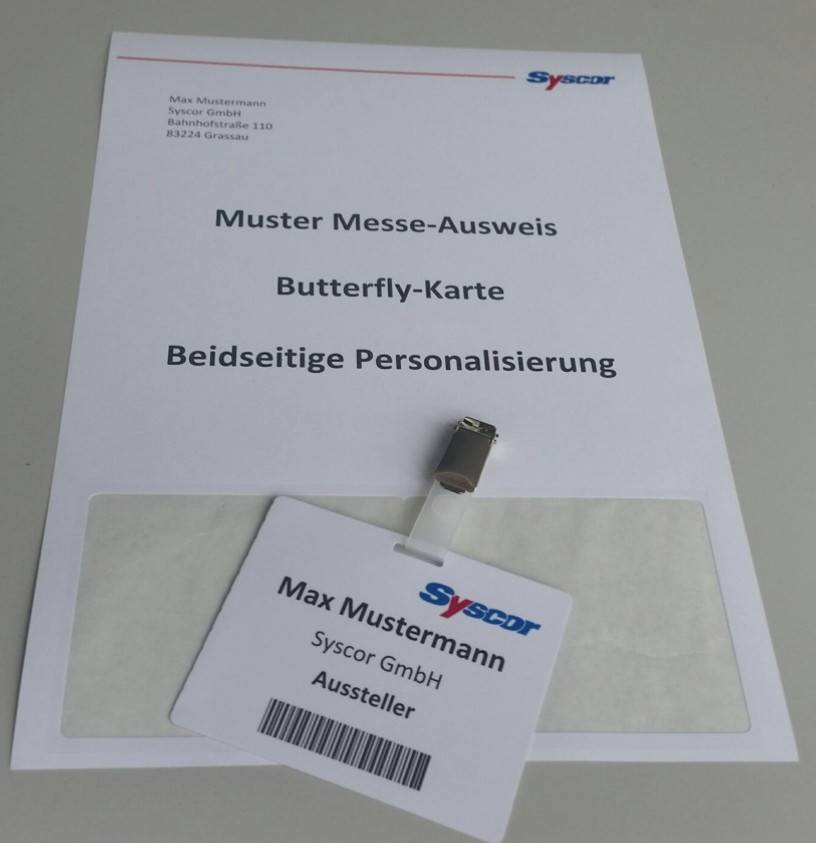 Syscor
Max Mustermann
Syscor GmbH
Bahnhofstraße 110
83224 Grassau
Muster Messe-Ausweis
Butterfly-Karte
Beidseitige Personalisierung
Syscor
Max Mustermann
Syscor GmbH
Aussteller